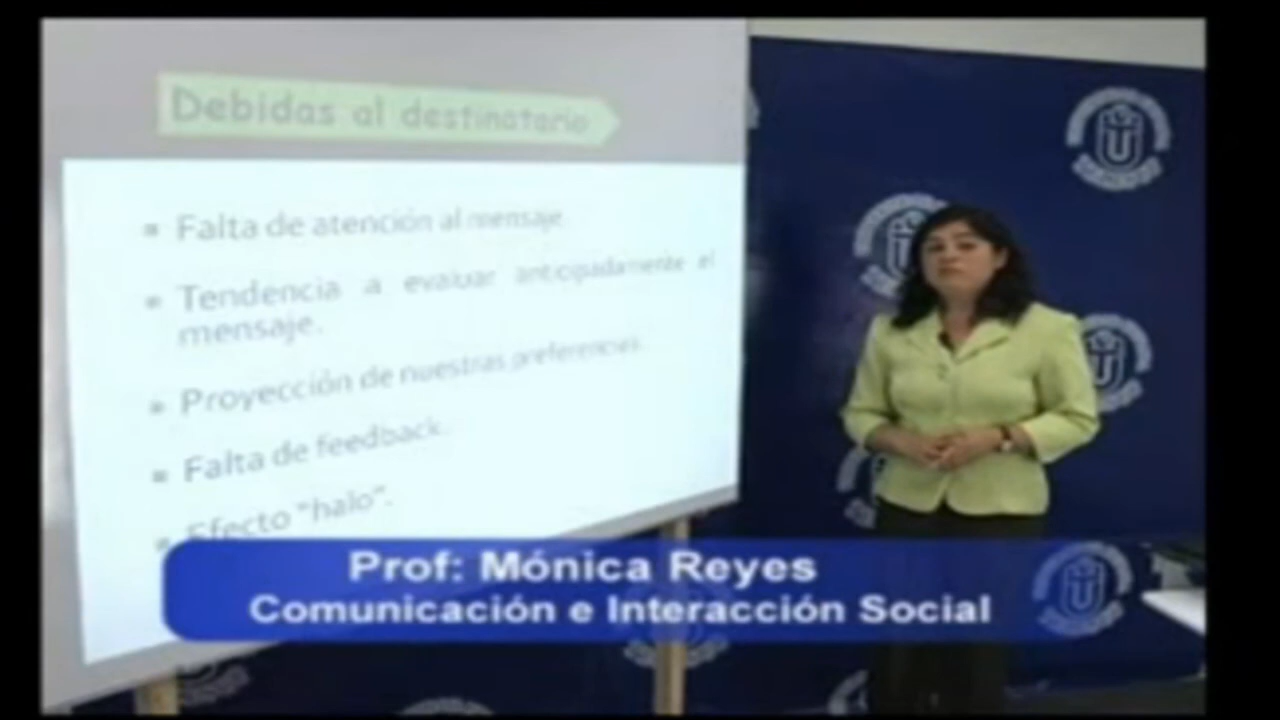 Debidas al destinatario
▪ Falta de atención al mensaje.
▪ Tendencia a evaluar anticipadamente el
mensaje.
▪ Proyección de nuestras preferencias.
▪ Falta de feedback.
▪ Efecto "halo".
Prof: Mónica Reyes
Comunicación e Interacción Social